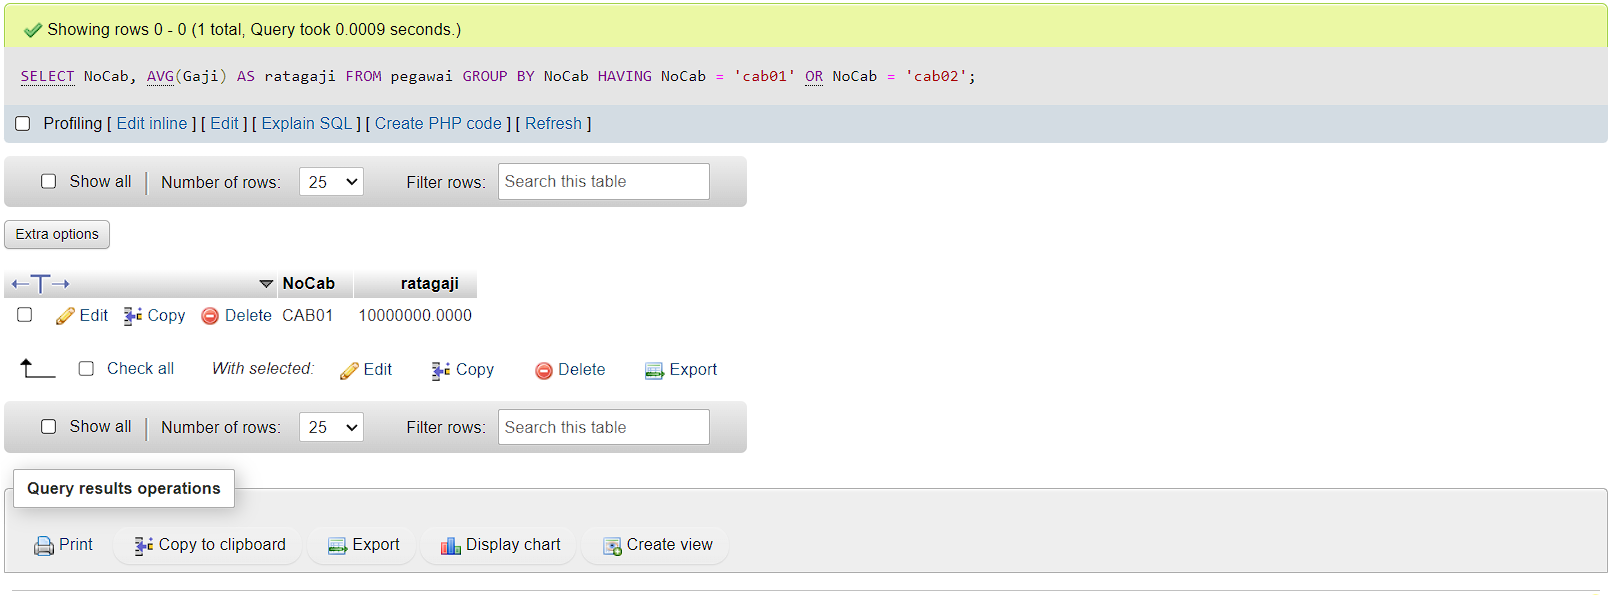 Showing rows 0 - 0 (1 total, Query took 0.0009 seconds.)
SELECT NoCab, AVG(Gaji) AS ratagaji FROM pegawai GROUP BY NoCab HAVING NoCab = 'cab01' OR NoCab = 'cab02';
Profiling [ Edit inline ] [ Edit ] [ Explain SQL ] [ Create PHP code ] [ Refresh ]
Show all Number of rows: 25 Filter rows: Search this table
Extra options
NoCab ratagaji
Edit Copy Delete CAB01 10000000.0000
Check all With selected: Edit Copy Delete Export
Show all Number of rows: 25 Filter rows: Search this table
Query results operations
Print Copy to clipboard Export Display chart Create view